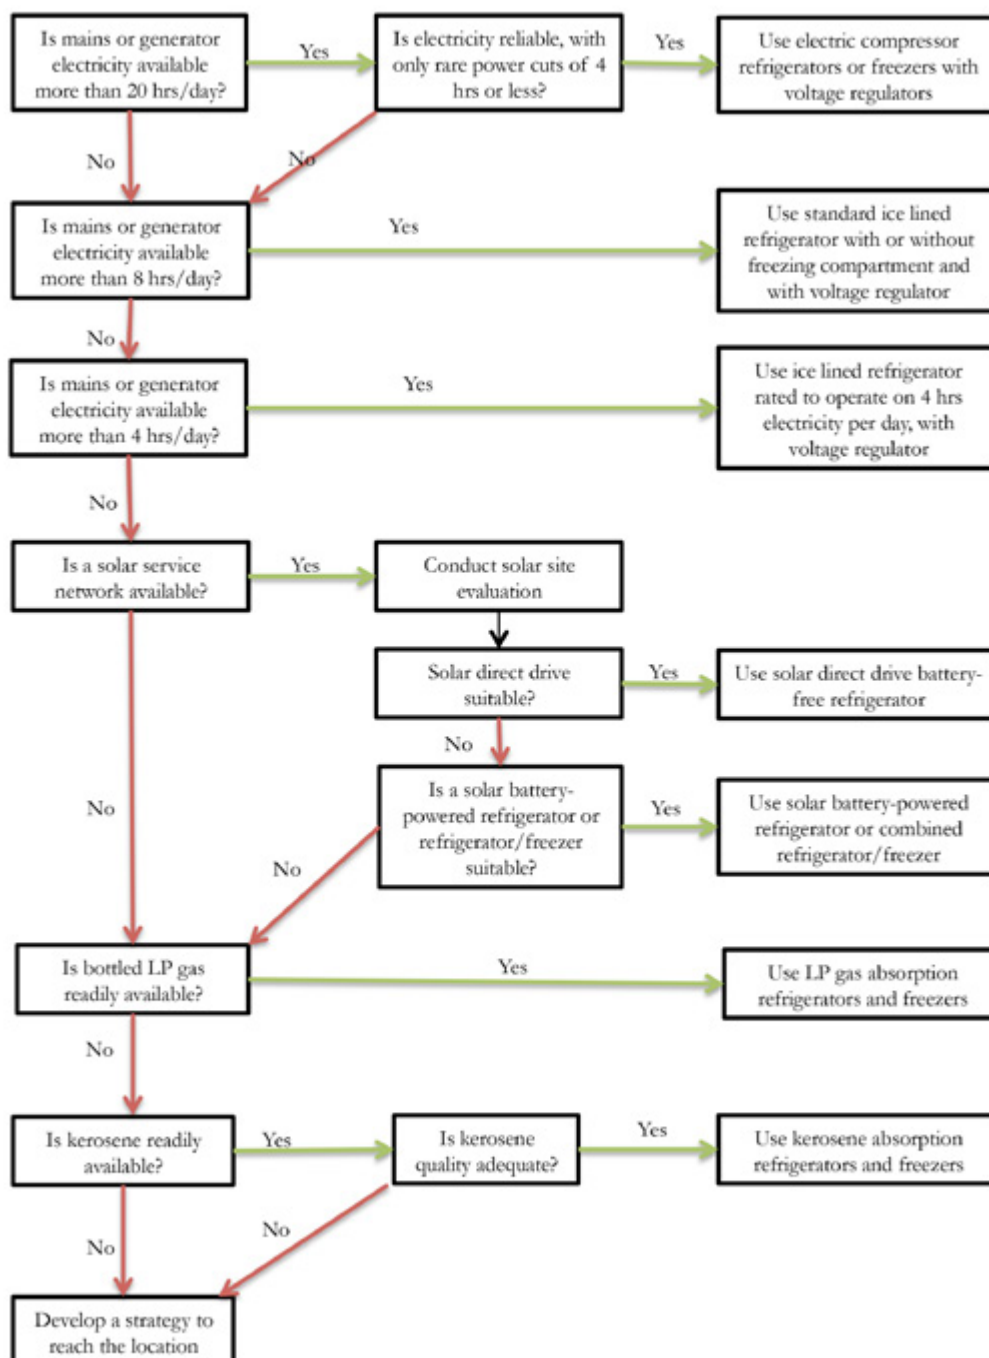 Is mains or generator
electricity available
more than 20 hrs/day?
Yes
Is electricity reliable, with
only rare power cuts of 4
hrs or less?
Yes
Use electric compressor
refrigerators or freezers with
voltage regulators
No
No
Is mains or generator
electricity available
more than 8 hrs/day?
Yes
Use standard ice lined
refrigerator with or without
freezing compartment and
with voltage regulator
No
Is mains or generator
electricity available
more than 4 hrs/day?
Yes
Use ice lined refrigerator
rated to operate on 4 hrs
electricity per day, with
voltage regulator
No
Is a solar service
network available?
Yes
Conduct solar site
evaluation
Solar direct drive
suitable?
Yes
Use solar direct drive battery-
free refrigerator
No
No
Is a solar battery-
powered refrigerator or
refrigerator/freezer
suitable?
Yes
Use solar battery-powered
refrigerator or combined
refrigerator/freezer
No
Is bottled LP gas
readily available?
Yes
Use LP gas absorption
refrigerators and freezers
No
Is kerosene readily
available?
Yes
Is kerosene
quality adequate?
Yes
Use kerosene absorption
refrigerators and freezers
No
No
Develop a strategy to
reach the location